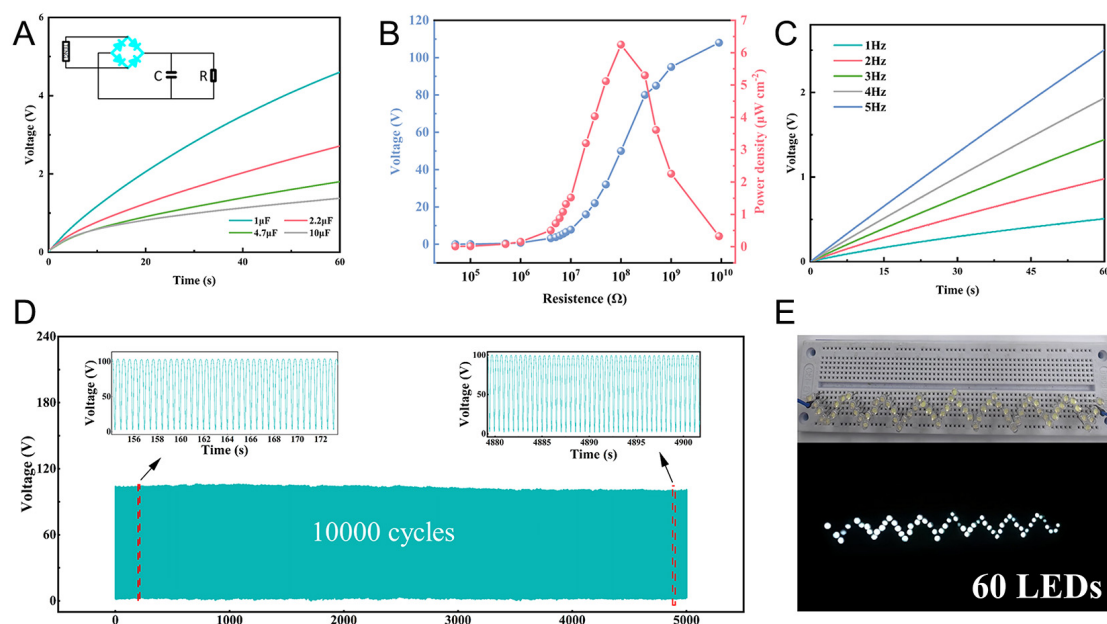 A
6
4
2
0
0
20
40
60
Voltage (V)
Time (s)
C
R
1μF
2.2μF
4.7μF
10μF
B
120
100
80
60
40
20
0
Voltage (V)
7
6
5
4
3
2
1
0
Power density (μW cm⁻²)
10⁵
10⁶
10⁷
10⁸
10⁹
10¹⁰
Resistence (Ω)
C
1Hz
2Hz
3Hz
4Hz
5Hz
2
1
0
0
15
30
45
60
Voltage (V)
Time (s)
D
240
180
120
60
0
Voltage (V)
100
50
0
Voltage (V)
156 158 160 162 164 166 168 170 172
Time (s)
100
50
0
Voltage (V)
4880 4885 4890 4895 4900
Time (s)
10000 cycles
0
1000
2000
3000
4000
5000
E
60 LEDs